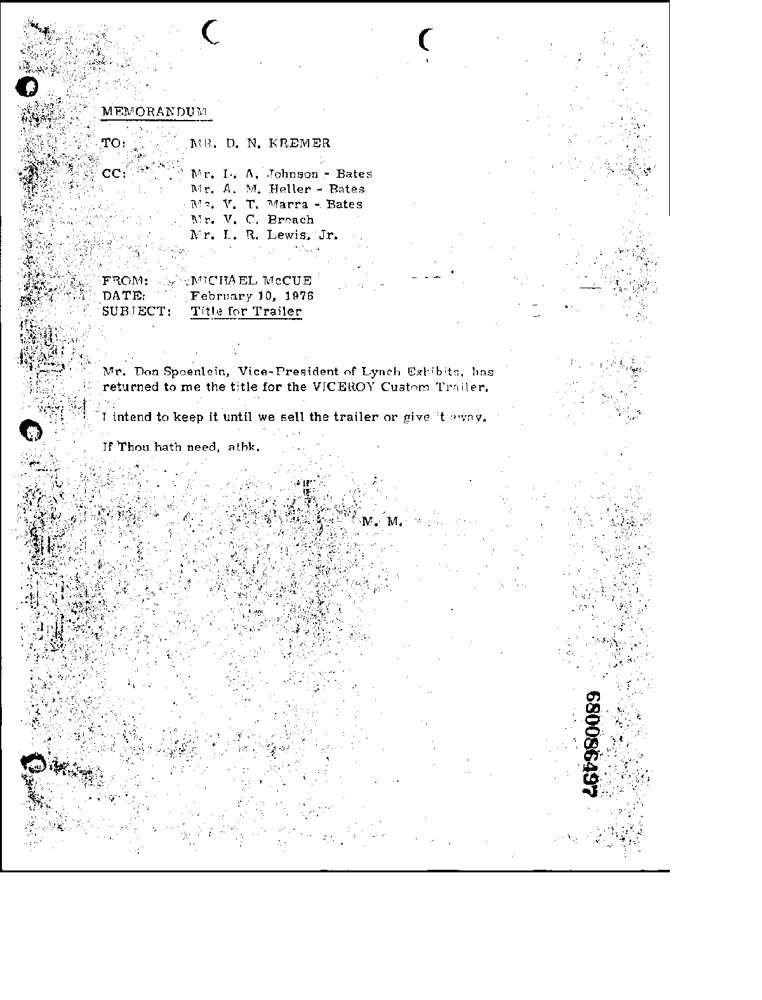 MEMORANDUM
TO: MR. D. N. KREMER
CC: Mr. L. A. Johnson - Bates
Mr. A. M. Heller - Bates
Mr. V. T. Marra - Bates
Mr. V. C. Broach
Mr. L. R. Lewis, Jr.
FROM: MICHAEL McCUE
DATE: February 10, 1976
SUBJECT: Title for Trailer
Mr. Don Spoenlein, Vice-President of Lynch Exhibits, has
returned to me the title for the VICEROY Custom Trailer.
I intend to keep it until we sell the trailer or give it away.
If Thou hath need, athk.
M. M.
680086497